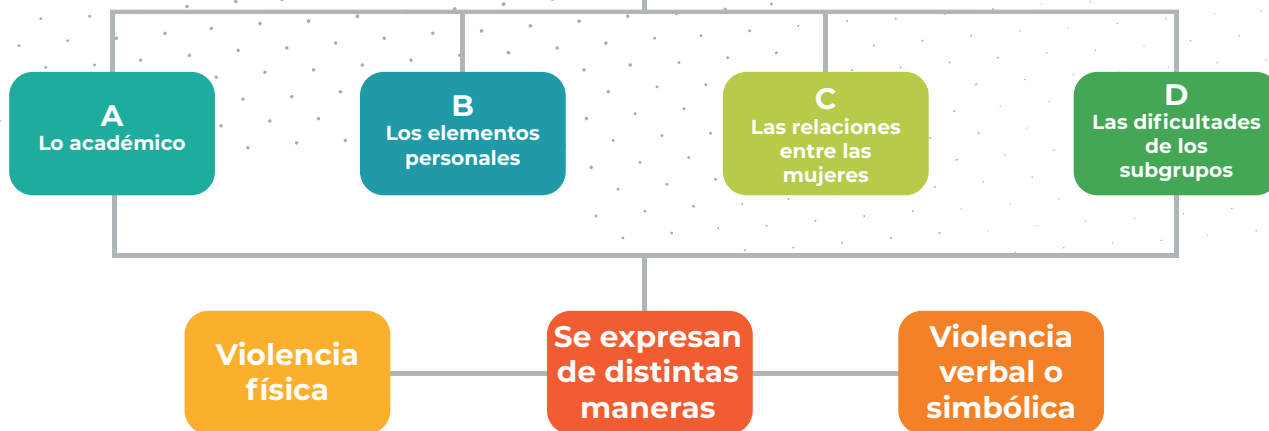 A
Lo académico
B
Los elementos
personales
C
Las relaciones
entre las
mujeres
D
Las dificultades
de los
subgrupos
Violencia
física
Se expresan
de distintas
maneras
Violencia
verbal o
simbólica